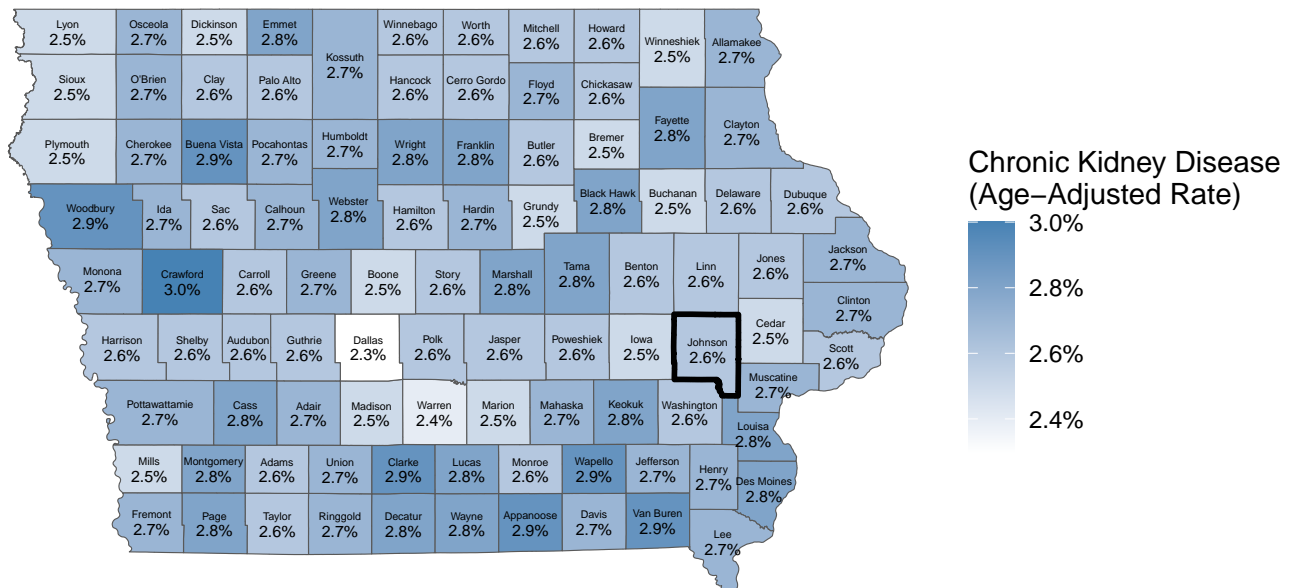 Lyon
2.5%
Osceola
2.7%
Dickinson
2.5%
Emmet
2.8%
Kossuth
2.7%
Winnebago
2.6%
Worth
2.6%
Mitchell
2.6%
Howard
2.6%
Winneshiek
2.5%
Allamakee
2.7%
Sioux
2.5%
O'Brien
2.7%
Clay
2.6%
Palo Alto
2.6%
Hancock
2.6%
Cerro Gordo
2.6%
Floyd
2.7%
Chickasaw
2.6%
Fayette
2.8%
Clayton
2.7%
Plymouth
2.5%
Cherokee
2.7%
Buena Vista
2.9%
Pocahontas
2.7%
Humboldt
2.7%
Wright
2.8%
Franklin
2.8%
Butler
2.6%
Bremer
2.5%
Woodbury
2.9%
Ida
2.7%
Sac
2.6%
Calhoun
2.7%
Webster
2.8%
Hamilton
2.6%
Hardin
2.7%
Grundy
2.5%
Black Hawk
2.8%
Buchanan
2.5%
Delaware
2.6%
Dubuque
2.6%
Monona
2.7%
Crawford
3.0%
Carroll
2.6%
Greene
2.7%
Boone
2.5%
Story
2.6%
Marshall
2.8%
Tama
2.8%
Benton
2.6%
Linn
2.6%
Jones
2.6%
Jackson
2.7%
Clinton
2.7%
Harrison
2.6%
Shelby
2.6%
Audubon
2.6%
Guthrie
2.6%
Dallas
2.3%
Polk
2.6%
Jasper
2.6%
Poweshiek
2.6%
Iowa
2.5%
Johnson
2.6%
Cedar
2.5%
Scott
2.6%
Muscatine
2.7%
Pottawattamie
2.7%
Cass
2.8%
Adair
2.7%
Madison
2.5%
Warren
2.4%
Marion
2.5%
Mahaska
2.7%
Keokuk
2.8%
Washington
2.6%
Louisa
2.8%
Mills
2.5%
Montgomery
2.8%
Adams
2.6%
Union
2.7%
Clarke
2.9%
Lucas
2.8%
Monroe
2.6%
Wapello
2.9%
Jefferson
2.7%
Henry
2.7%
Des Moines
2.8%
Fremont
2.7%
Page
2.8%
Taylor
2.6%
Ringgold
2.7%
Decatur
2.8%
Wayne
2.8%
Appanoose
2.9%
Davis
2.7%
Van Buren
2.9%
Lee
2.7%
Chronic Kidney Disease
(Age−Adjusted Rate)
3.0%
2.8%
2.6%
2.4%